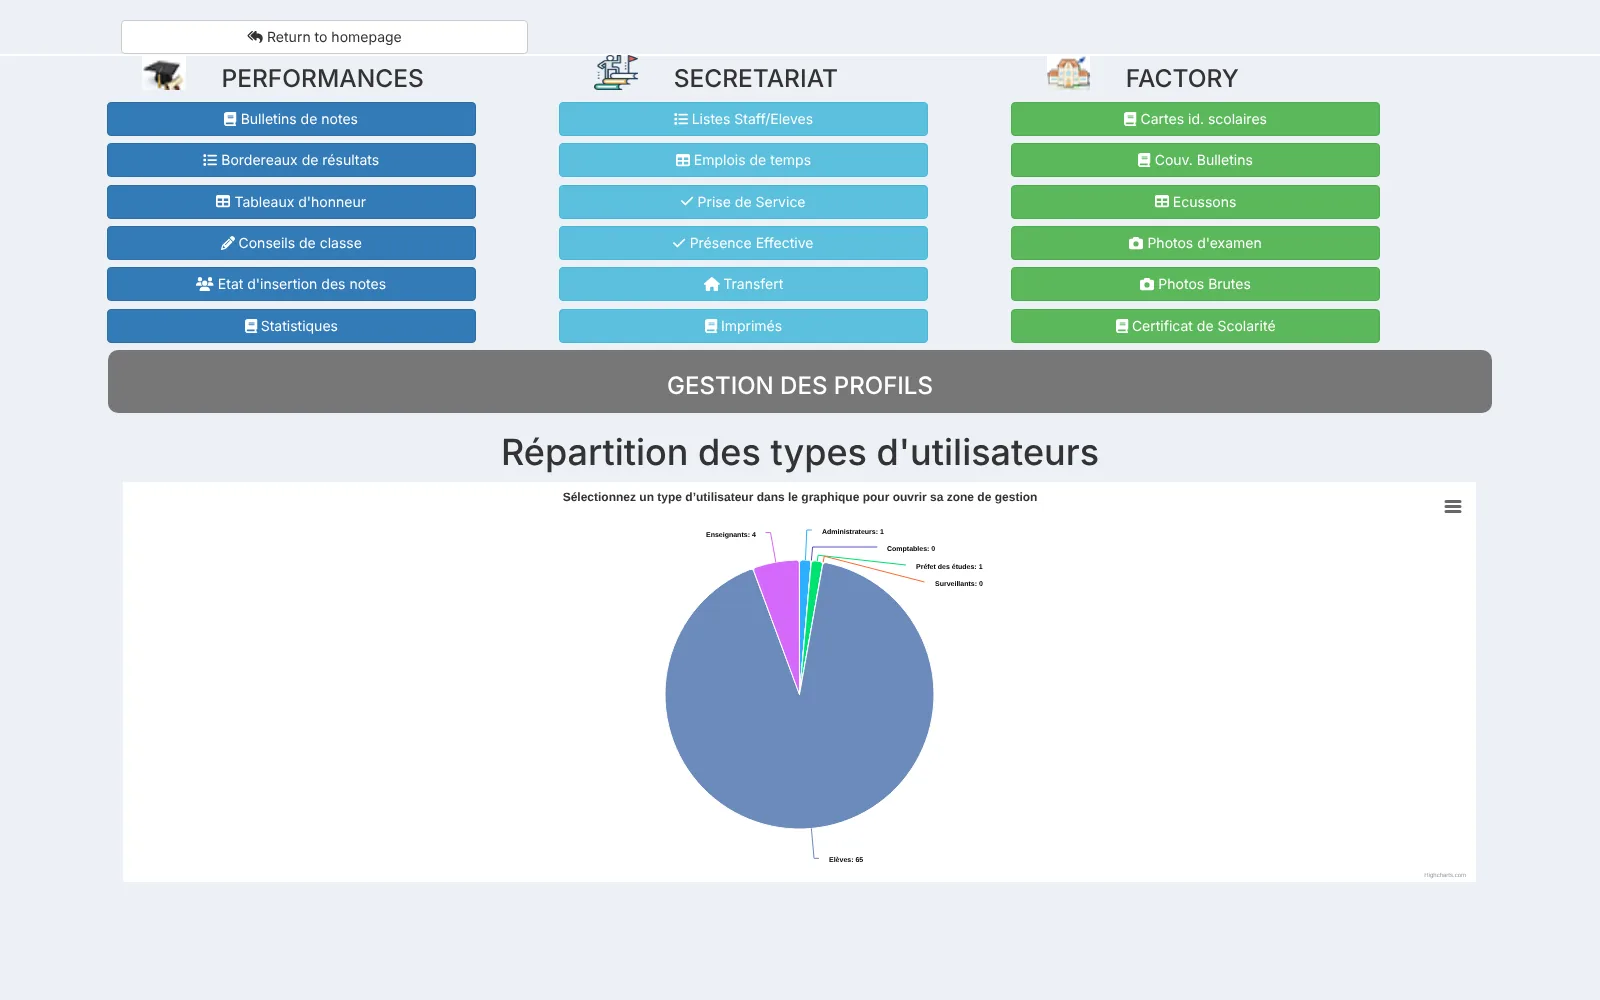 Return to homepage
PERFORMANCES
Bulletins de notes
Bordereaux de résultats
Tableaux d'honneur
Conseils de classe
Etat d'insertion des notes
Statistiques
SECRETARIAT
Listes Staff/Eleves
Emplois de temps
Prise de Service
Présence Effective
Transfert
Imprimés
FACTORY
Cartes id. scolaires
Couv. Bulletins
Ecussons
Photos d'examen
Photos Brutes
Certificat de Scolarité
GESTION DES PROFILS
Répartition des types d'utilisateurs
Sélectionnez un type d’utilisateur dans le graphique pour ouvrir sa zone de gestion
Enseignants: 4
Administrateurs: 1
Comptables: 0
Préfet des études: 1
Surveillants: 0
Elèves: 65
Highcharts.com